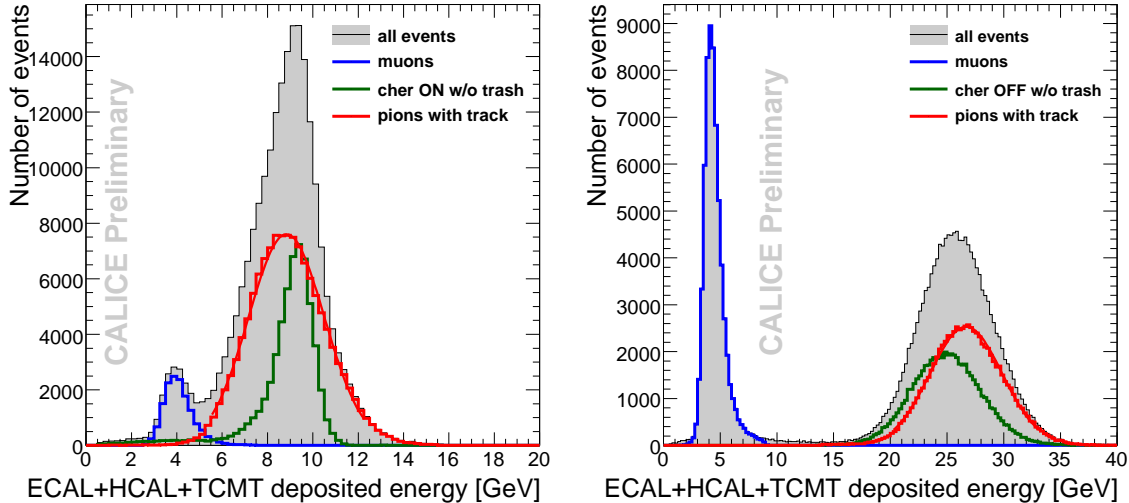 Number of events
14000
12000
10000
8000
6000
4000
2000
0
CALICE Preliminary
all events
muons
cher ON w/o trash
pions with track
0 2 4 6 8 10 12 14 16 18 20
ECAL+HCAL+TCMT deposited energy [GeV]
Number of events
9000
8000
7000
6000
5000
4000
3000
2000
1000
0
CALICE Preliminary
all events
muons
cher OFF w/o trash
pions with track
0 5 10 15 20 25 30 35 40
ECAL+HCAL+TCMT deposited energy [GeV]